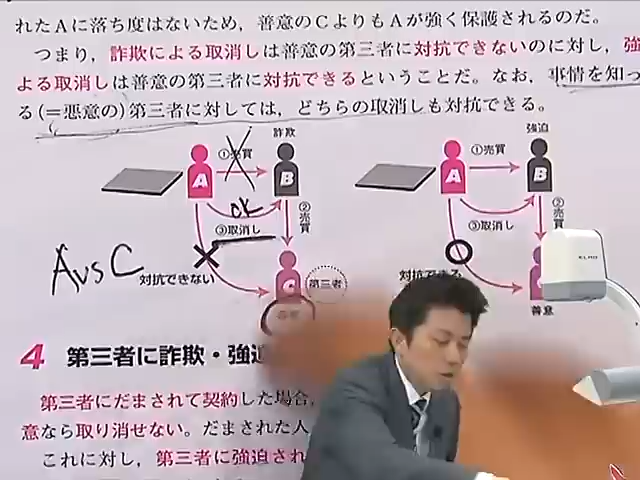 れたAに落ち度はないため，善意のCよりもAが強く保護されるのだ。
つまり，詐欺による取消しは善意の第三者に対抗できないのに対し，強
よる取消しは善意の第三者に対抗できるということだ。なお，事情を知っ
る(=悪意の)第三者に対しては，どちらの取消しも対抗できる。
詐欺
①売買
A
B
OK
③取消し
②売買
AvsC
対抗できない
C
第三者
強迫
①売買
A
B
③取消し
②売買
対抗できる
善意
4 第三者に詐欺・強迫
第三者にだまされて契約した場合，
意なら取り消せない。だまされた人
これに対し，第三者に強迫され